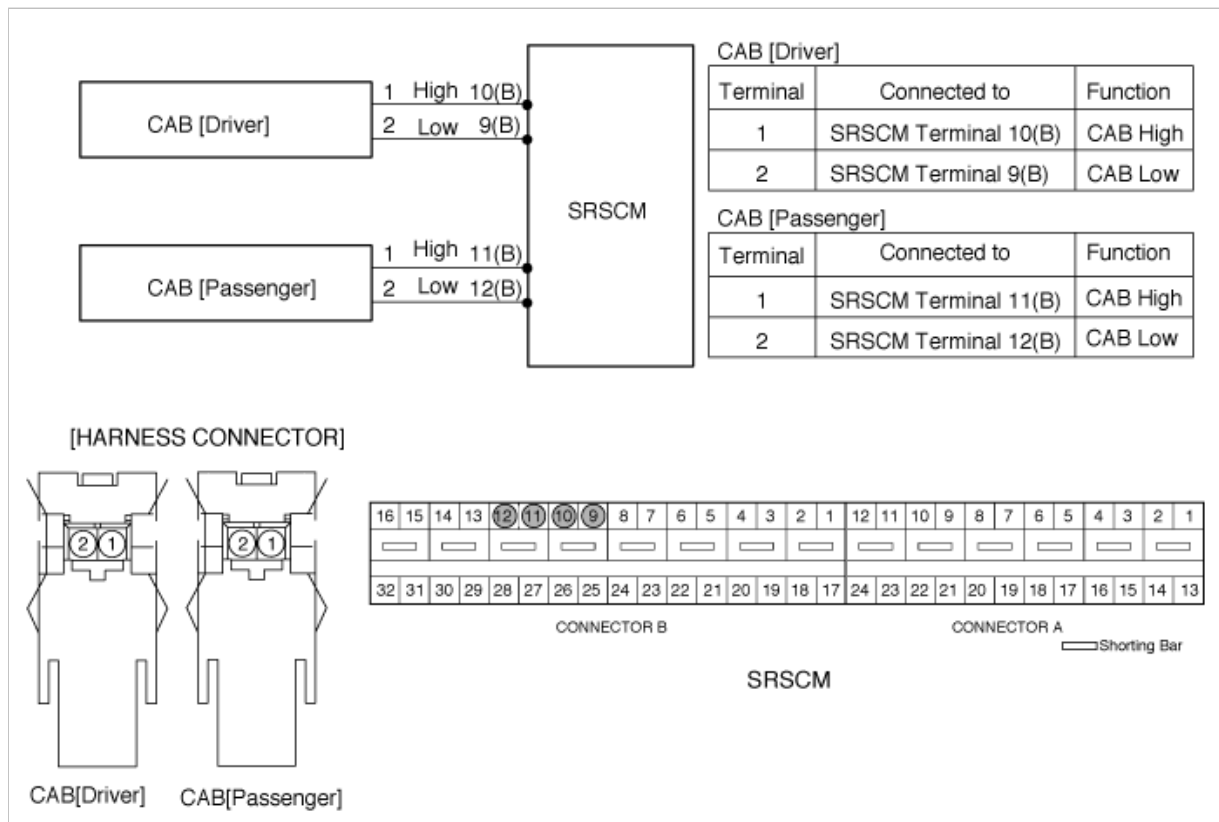 CAB [Driver]
1 High 10(B)
2 Low 9(B)
CAB [Passenger]
1 High 11(B)
2 Low 12(B)
SRSCM
CAB [Driver]
Terminal Connected to Function
1 SRSCM Terminal 10(B) CAB High
2 SRSCM Terminal 9(B) CAB Low
CAB [Passenger]
Terminal Connected to Function
1 SRSCM Terminal 11(B) CAB High
2 SRSCM Terminal 12(B) CAB Low
[HARNESS CONNECTOR]
2 1
2 1
CAB[Driver]
CAB[Passenger]
16 15 14 13 12 11 10 9 8 7 6 5 4 3 2 1 12 11 10 9 8 7 6 5 4 3 2 1
32 31 30 29 28 27 26 25 24 23 22 21 20 19 18 17 24 23 22 21 20 19 18 17 16 15 14 13
CONNECTOR B
CONNECTOR A
Shorting Bar
SRSCM